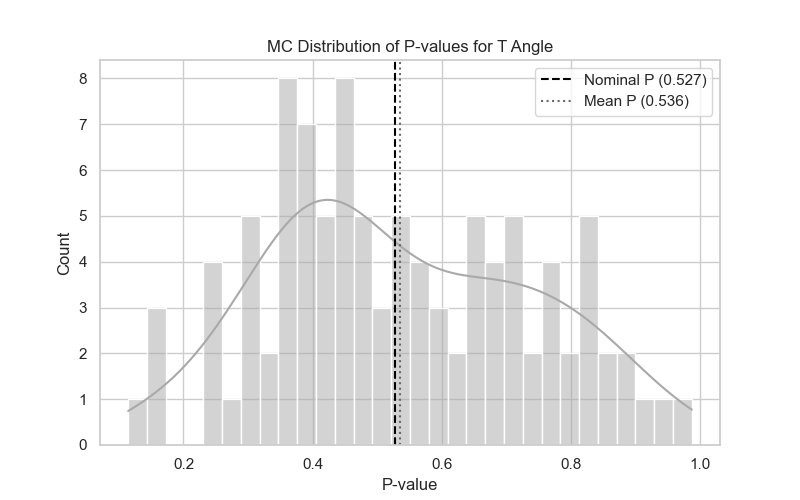 MC Distribution of P-values for T Angle
Nominal P (0.527)
Mean P (0.536)
8
7
6
5
4
3
2
1
0
Count
0.2
0.4
0.6
0.8
1.0
P-value